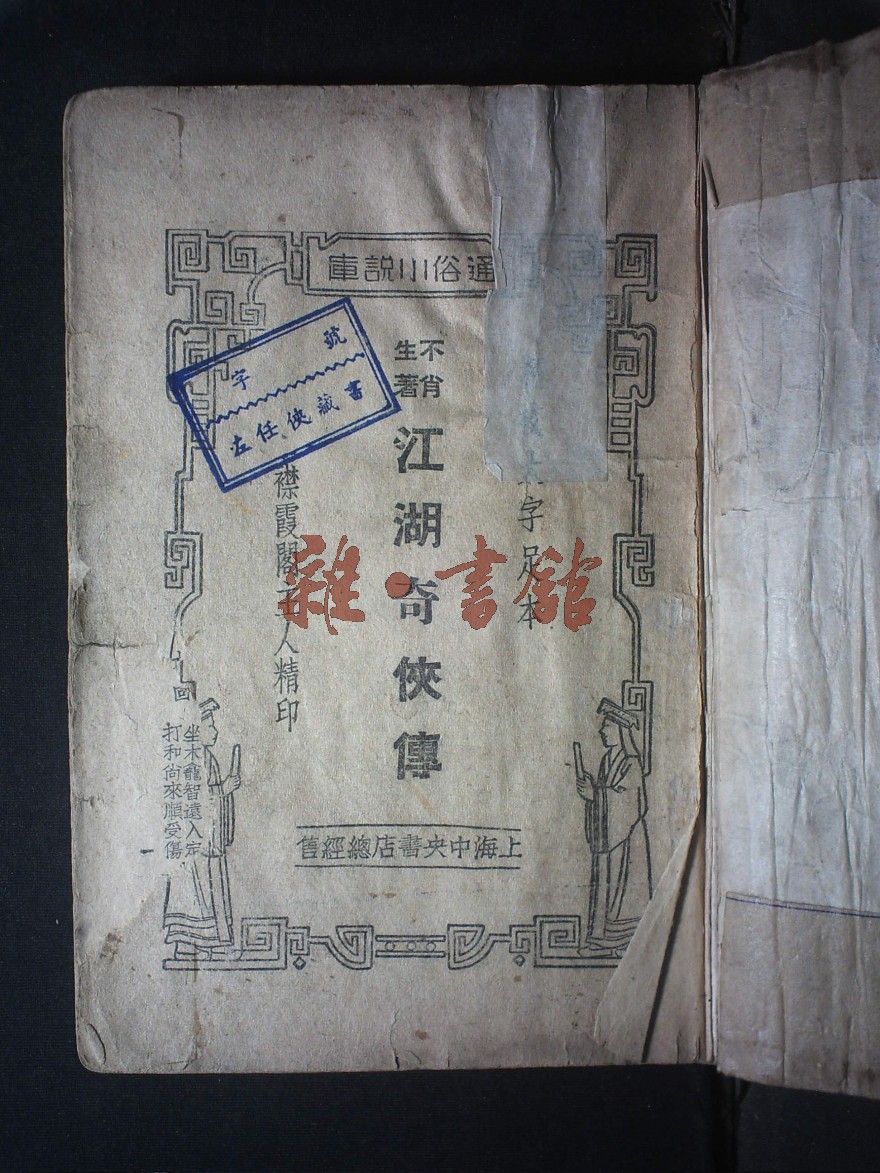 通俗小說庫
字足本
不肖生著
江湖奇俠傳
襟霞閣主人精印
上海中央書店總經售
號
字
左任俠藏書
回
坐木龕智遠入定
打和尚來順受傷
一
雜·書館